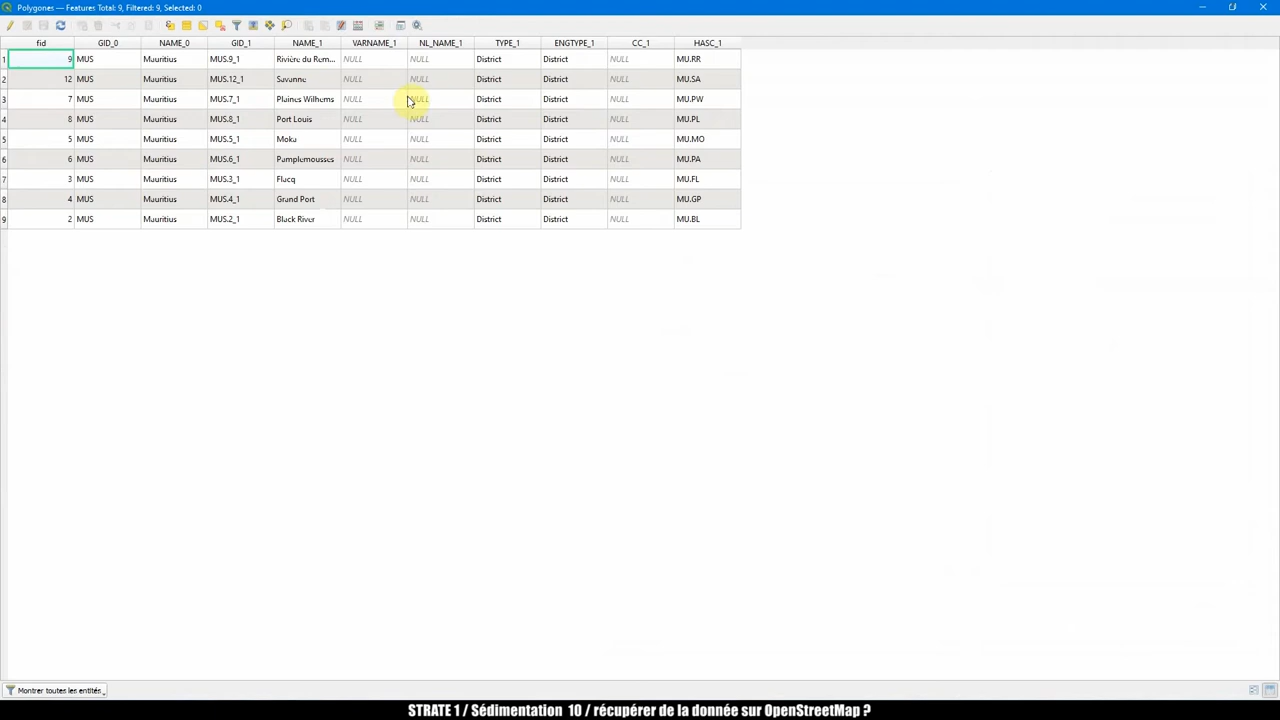 Polygones — Features Total: 9, Filtered: 9, Selected: 0
fid GID_0 NAME_0 GID_1 NAME_1 VARNAME_1 NL_NAME_1 TYPE_1 ENGTYPE_1 CC_1 HASC_1
1 9 MUS Mauritius MUS.9_1 Rivière du Rem... NULL NULL District District NULL MU.RR
2 12 MUS Mauritius MUS.12_1 Savanne NULL NULL District District NULL MU.SA
3 7 MUS Mauritius MUS.7_1 Plaines Wilhems NULL NULL District District NULL MU.PW
4 8 MUS Mauritius MUS.8_1 Port Louis NULL NULL District District NULL MU.PL
5 5 MUS Mauritius MUS.5_1 Moka NULL NULL District District NULL MU.MO
6 6 MUS Mauritius MUS.6_1 Pamplemousses NULL NULL District District NULL MU.PA
7 3 MUS Mauritius MUS.3_1 Flacq NULL NULL District District NULL MU.FL
8 4 MUS Mauritius MUS.4_1 Grand Port NULL NULL District District NULL MU.GP
9 2 MUS Mauritius MUS.2_1 Black River NULL NULL District District NULL MU.BL
Montrer toutes les entités
STRATE 1 / Sédimentation 10 / récupérer de la donnée sur OpenStreetMap ?